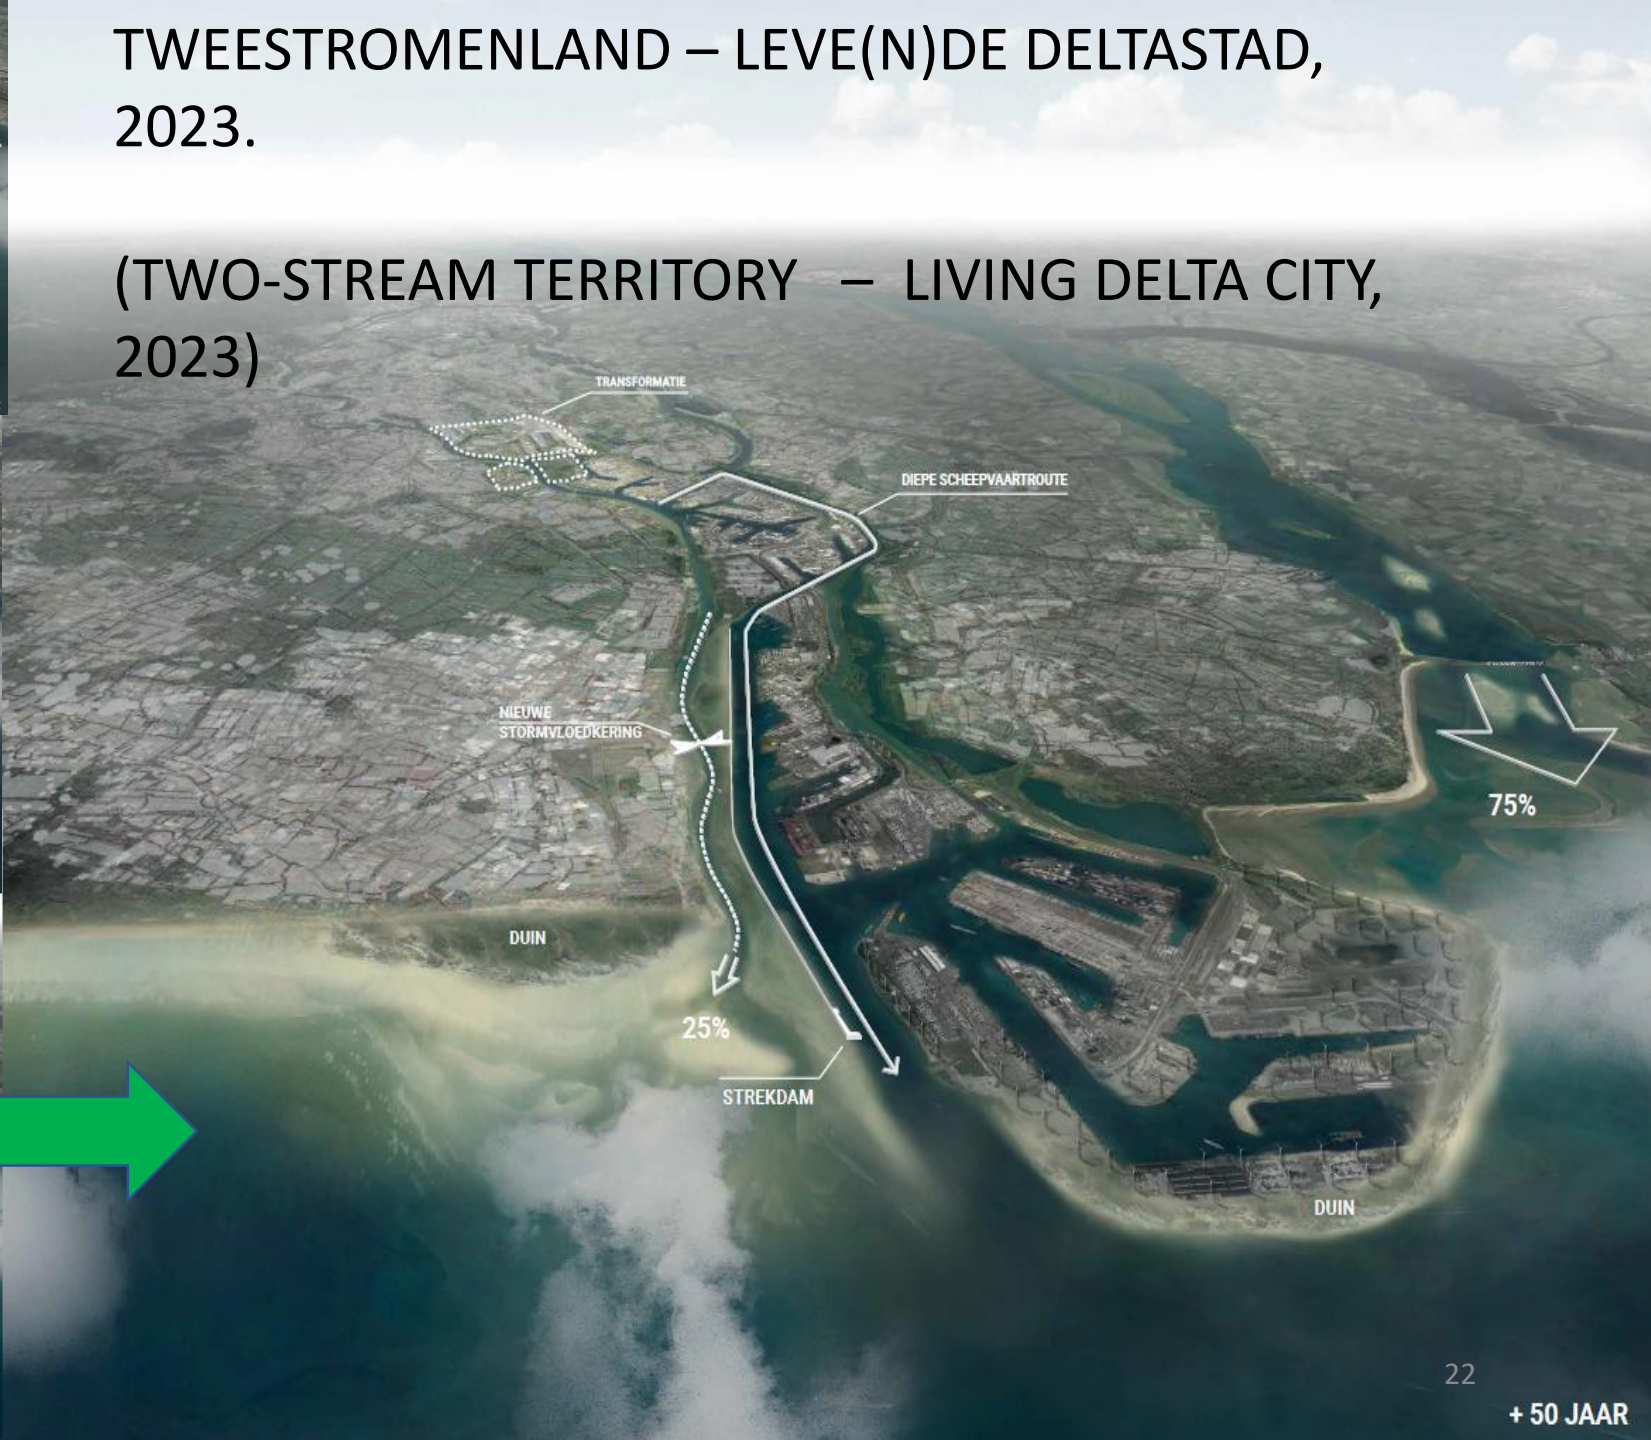 TWEESTROMENLAND – LEVE(N)DE DELTASTAD,
2023.
(TWO-STREAM TERRITORY – LIVING DELTA CITY,
2023)
TRANSFORMATIE
DIEPE SCHEEPVAARTROUTE
NIEUWE
STORMVLOEDKERING
75%
DUIN
25%
STREKDAM
DUIN
22
+ 50 JAAR